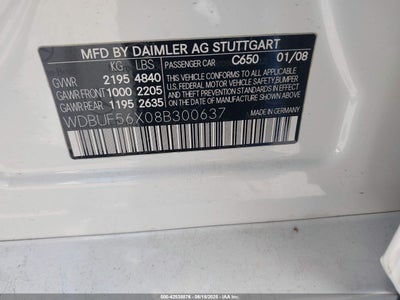 MFD BY DAIMLER AG STUTTGART
KG LBS PASSENGER CAR C650 01/08
GVWR 2195 4840
GAWR FRONT 1000 2205
GAWR REAR 1195 2635
THIS VEHICLE CONFORMS TO ALL APPLICABLE
U.S. FEDERAL MOTOR VEHICLE SAFETY,
BUMPER, AND THEFT PREVENTION STANDARDS
IN EFFECT ON THE DATE OF
MANUFACTURE SHOWN ABOVE.
WDBUF56X08B300637
MADE IN GERMANY